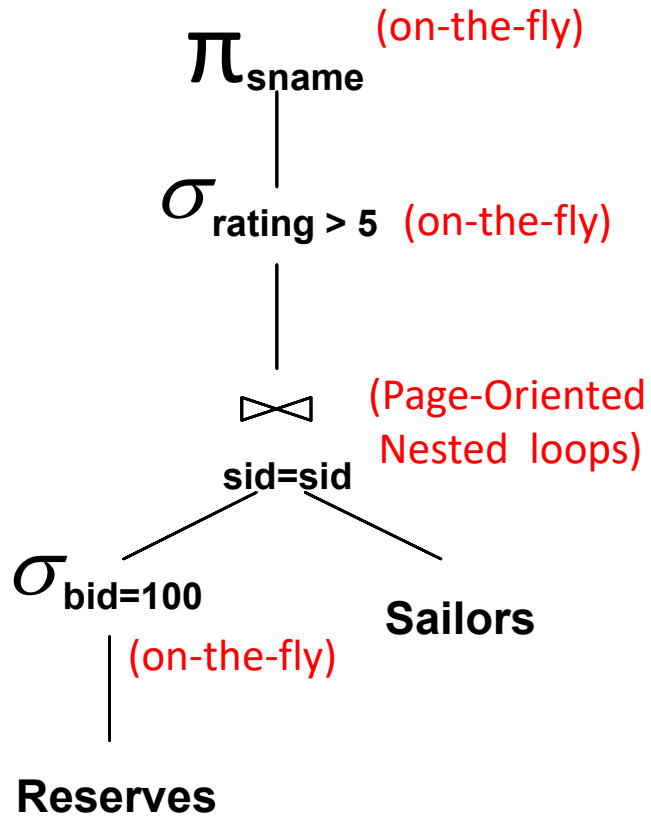 πsname (on-the-fly)
σrating > 5 (on-the-fly)
(Page-Oriented
Nested loops)
sid=sid
σbid=100
Sailors
(on-the-fly)
Reserves